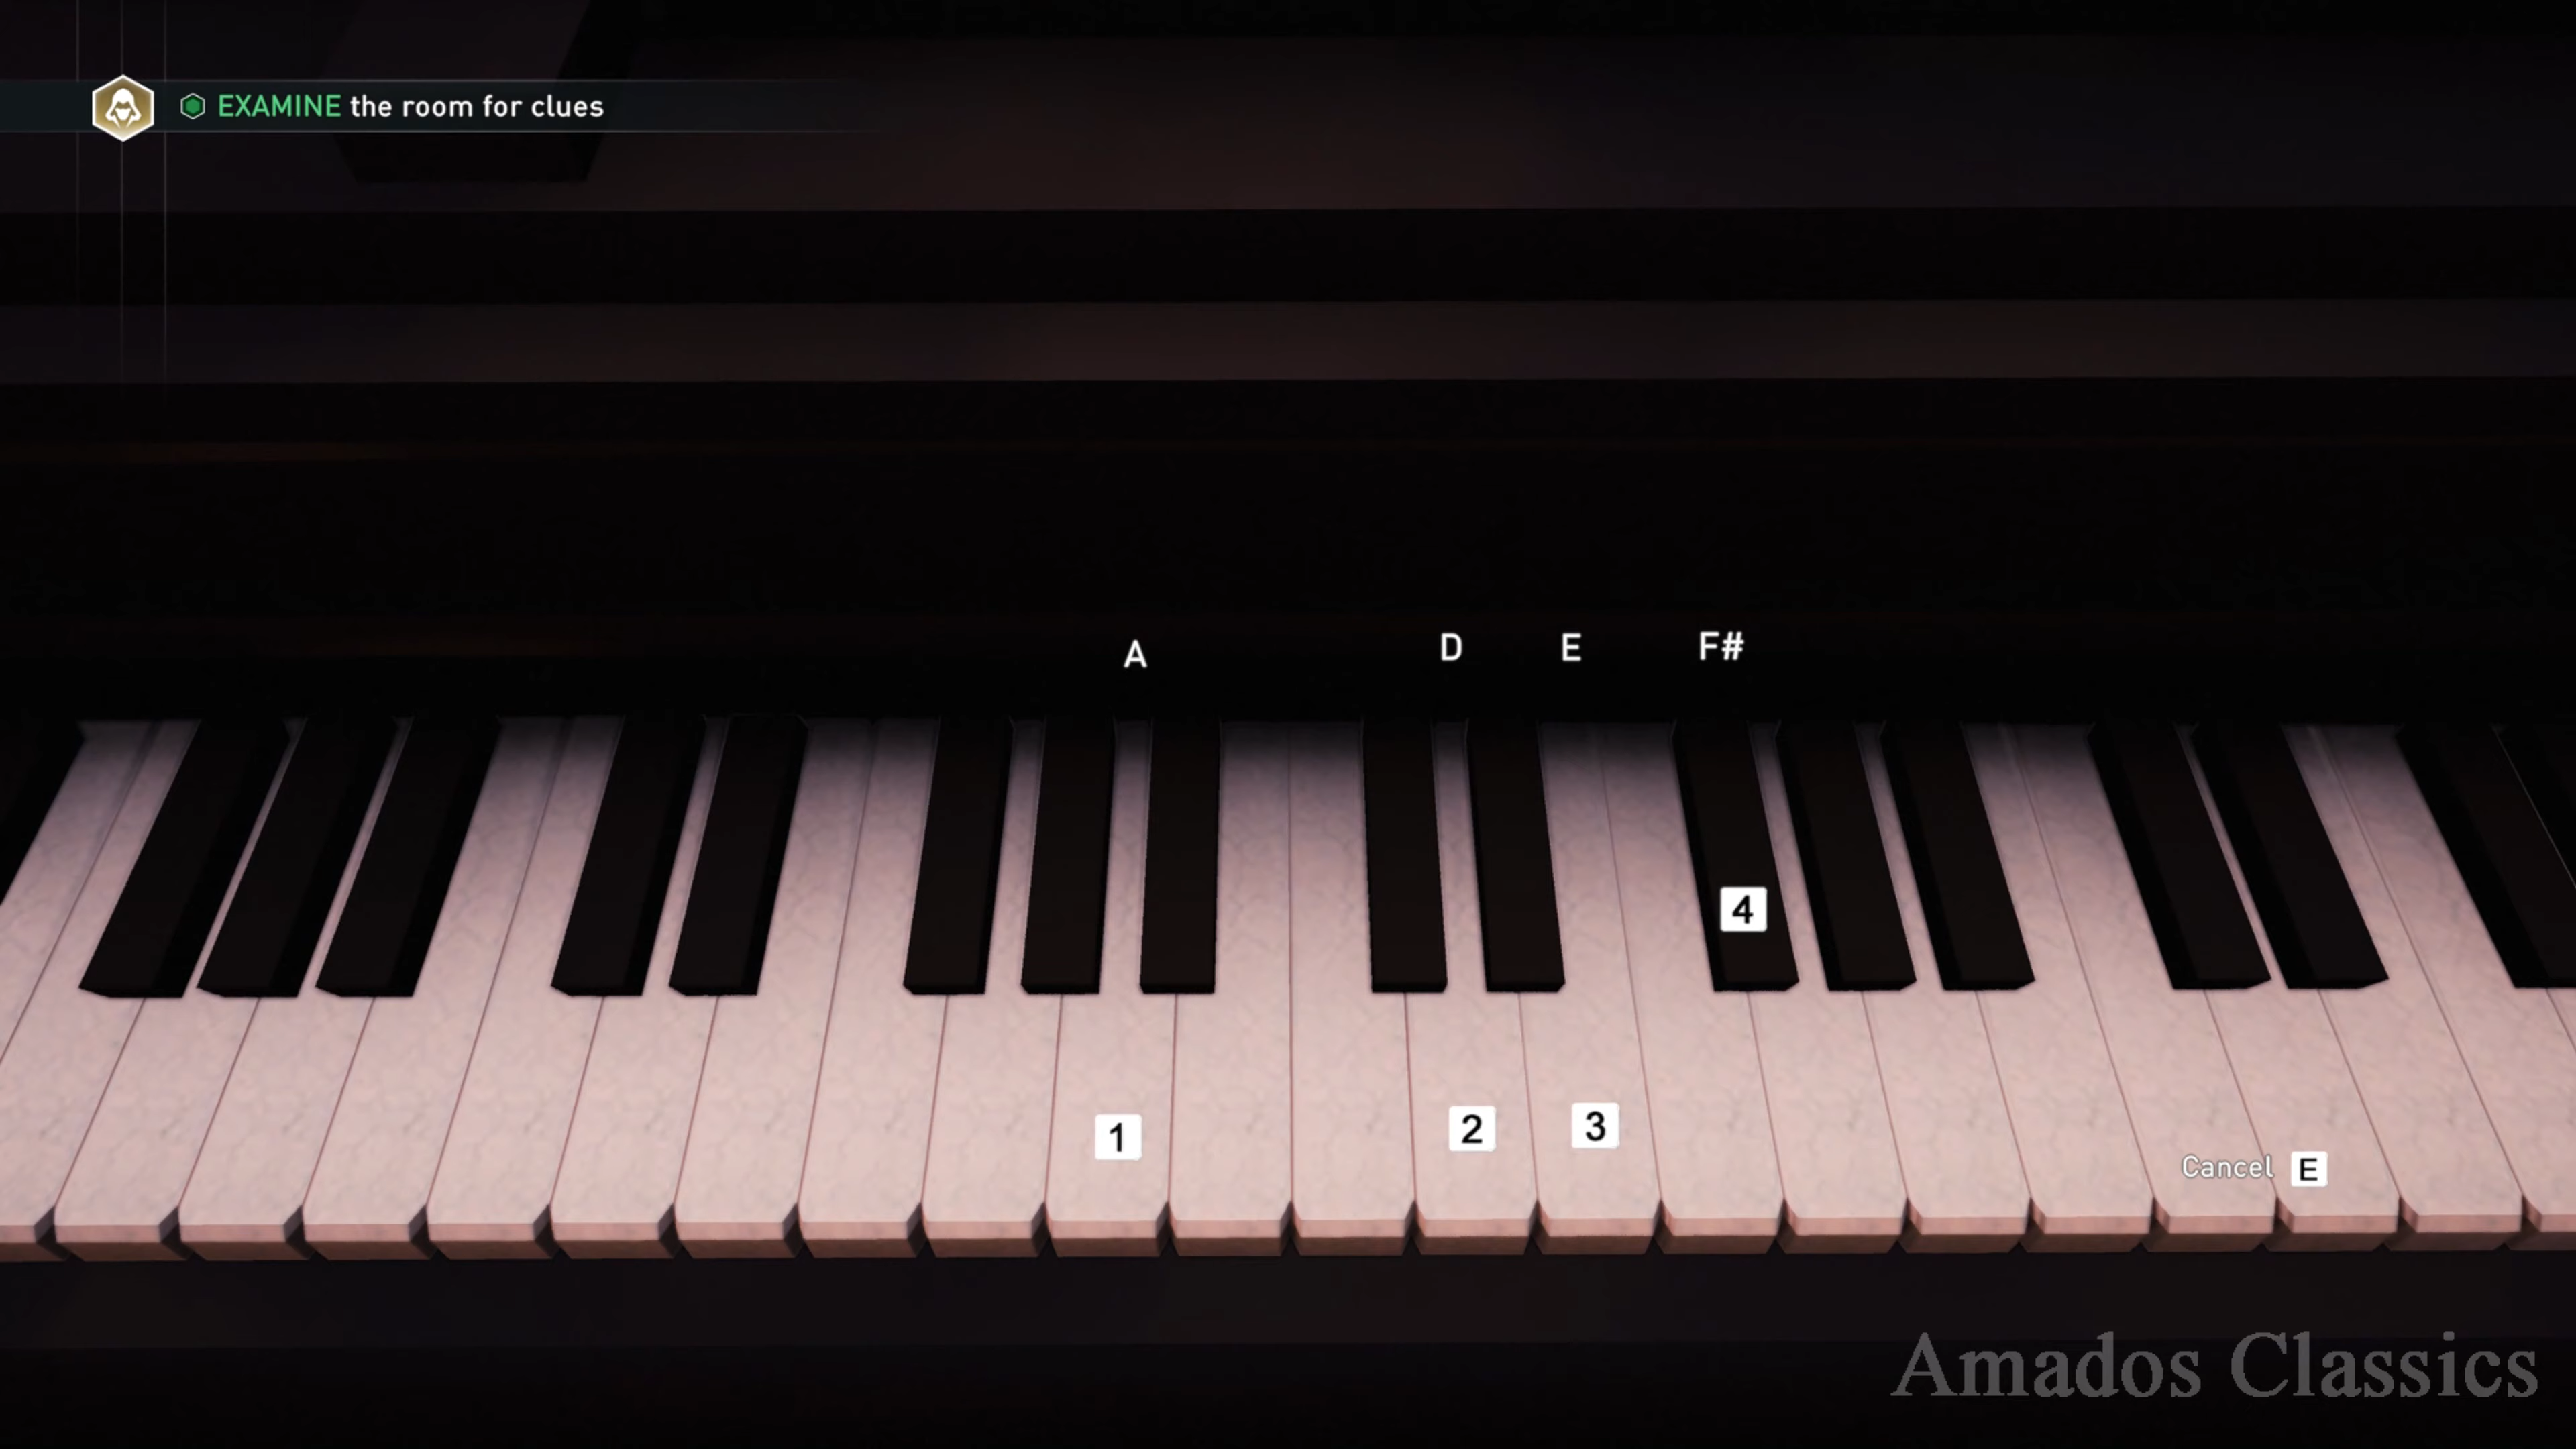 EXAMINE the room for clues
A D E F#
4
1 2 3
Cancel E
Amados Classics